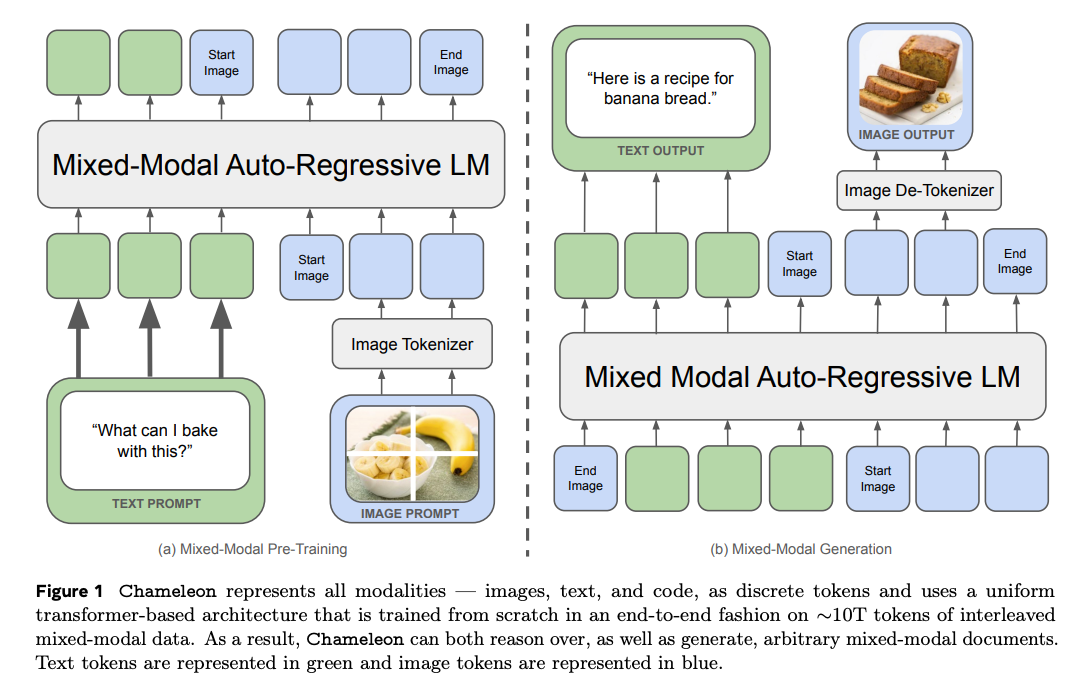 Start
Image
End
Image
Mixed-Modal Auto-Regressive LM
Start
Image
Image Tokenizer
“What can I bake
with this?”
TEXT PROMPT
IMAGE PROMPT
(a) Mixed-Modal Pre-Training
“Here is a recipe for
banana bread.”
TEXT OUTPUT
IMAGE OUTPUT
Image De-Tokenizer
Start
Image
End
Image
Mixed Modal Auto-Regressive LM
End
Image
Start
Image
(b) Mixed-Modal Generation
Figure 1 Chameleon represents all modalities — images, text, and code, as discrete tokens and uses a uniform
transformer-based architecture that is trained from scratch in an end-to-end fashion on ∼10T tokens of interleaved
mixed-modal data. As a result, Chameleon can both reason over, as well as generate, arbitrary mixed-modal documents.
Text tokens are represented in green and image tokens are represented in blue.